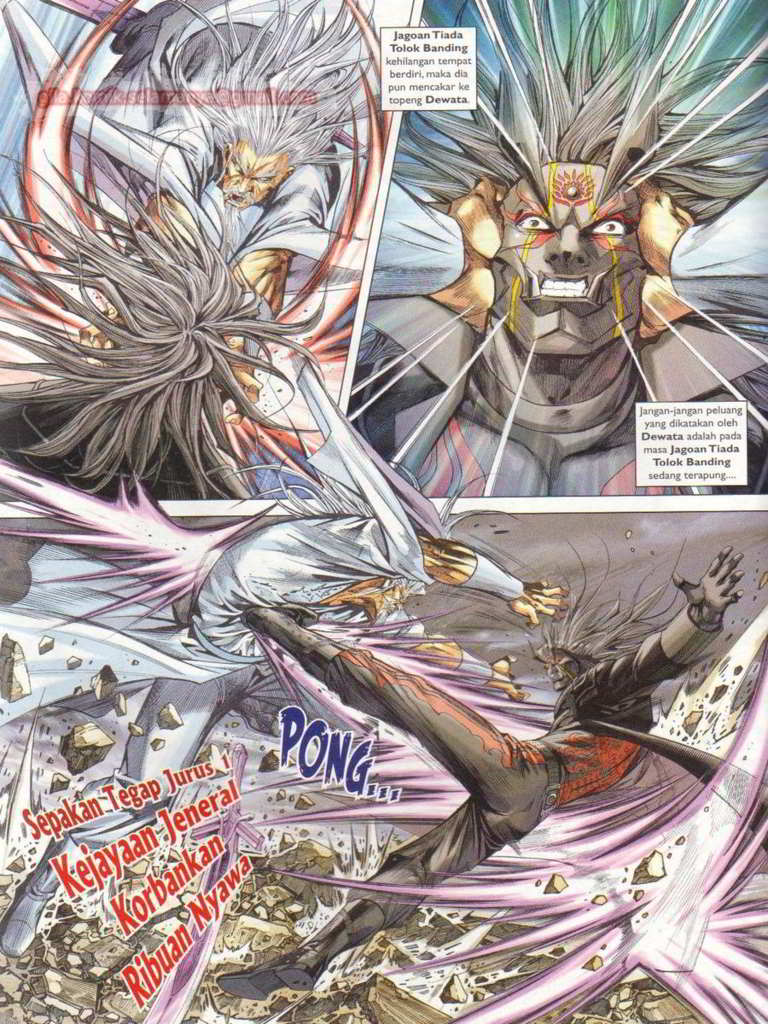 Jagoan Tiada
Tolok Banding
kehilangan tempat
berdiri, maka dia
pun mencakar ke
topeng Dewata.
Jangan-jangan peluang
yang dikatakan oleh
Dewata adalah pada
masa Jagoan Tiada
Tolok Banding
sedang terapung....
PONG...
Sepakan Tegap Jurus 1
Kejayaan Jeneral
Korbankan
Ribuan Nyawa